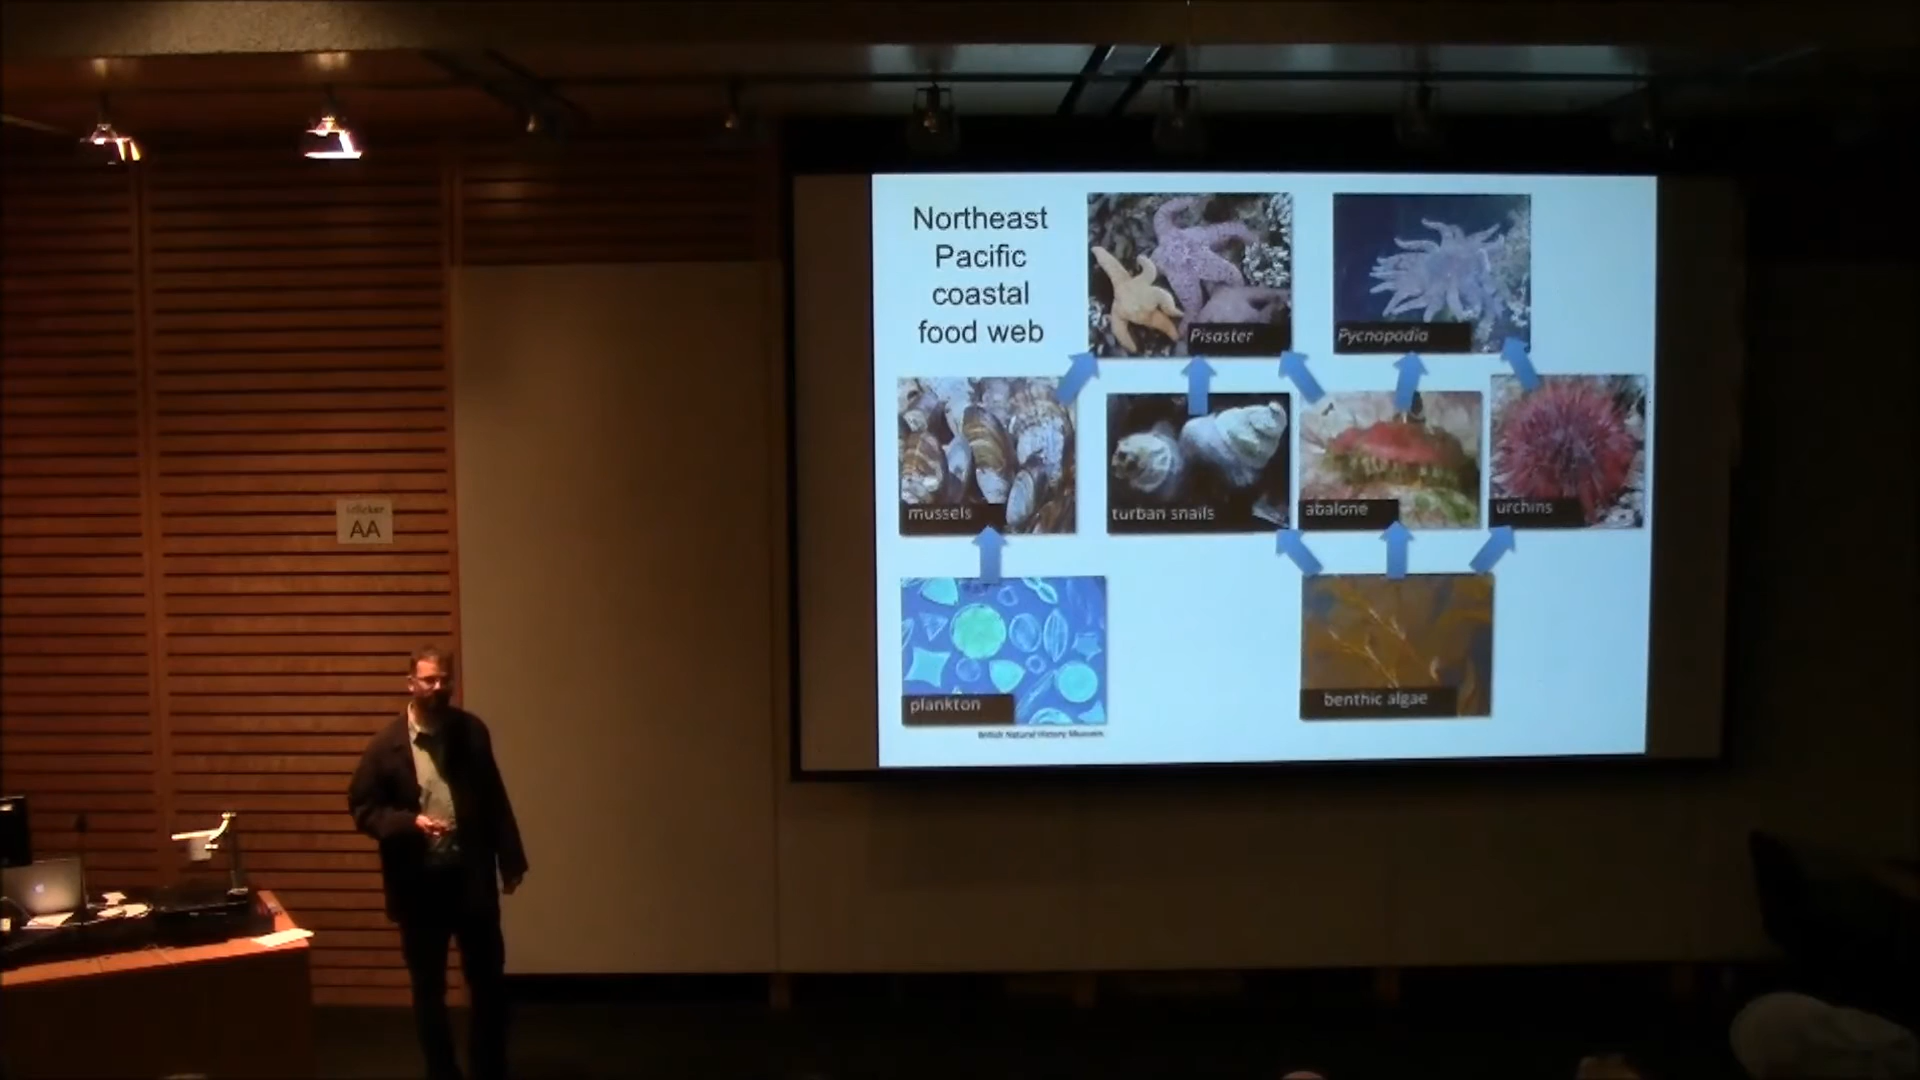 Northeast
Pacific
coastal
food web
Pisaster
Pycnopodia
mussels
turban snails
abalone
urchins
plankton
benthic algae
British Natural History Museum
i>clicker
AA